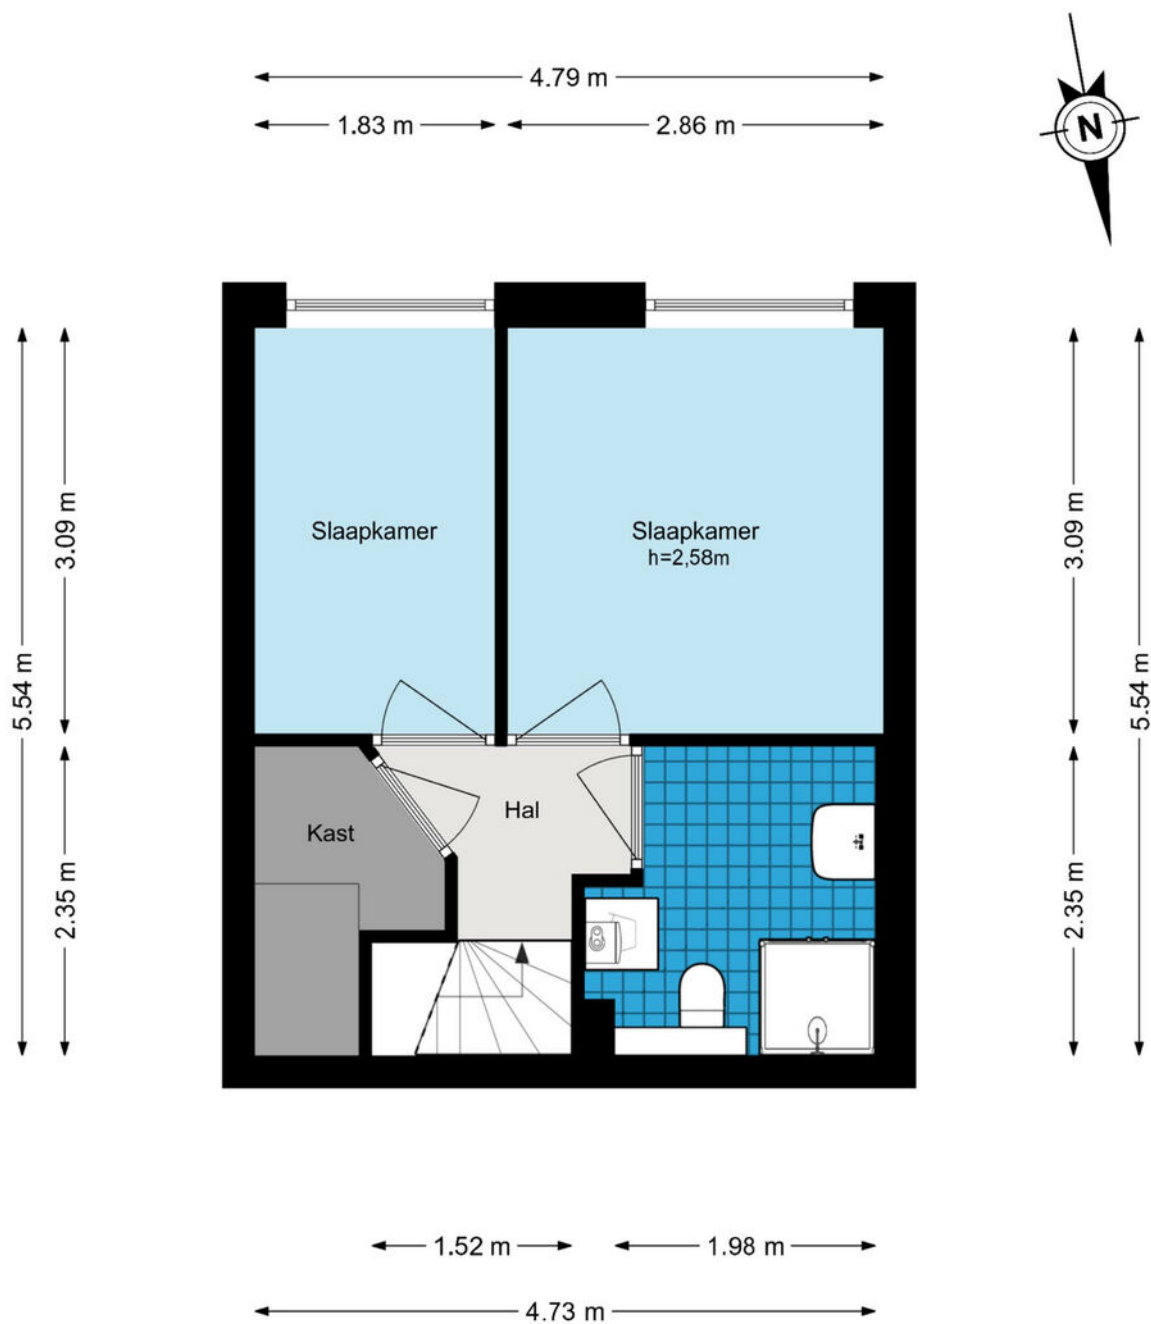 4.79 m
1.83 m
2.86 m
N
Slaapkamer
Slaapkamer
h=2,58m
3.09 m
5.54 m
3.09 m
5.54 m
Kast
Hal
2.35 m
2.35 m
1.52 m
1.98 m
4.73 m